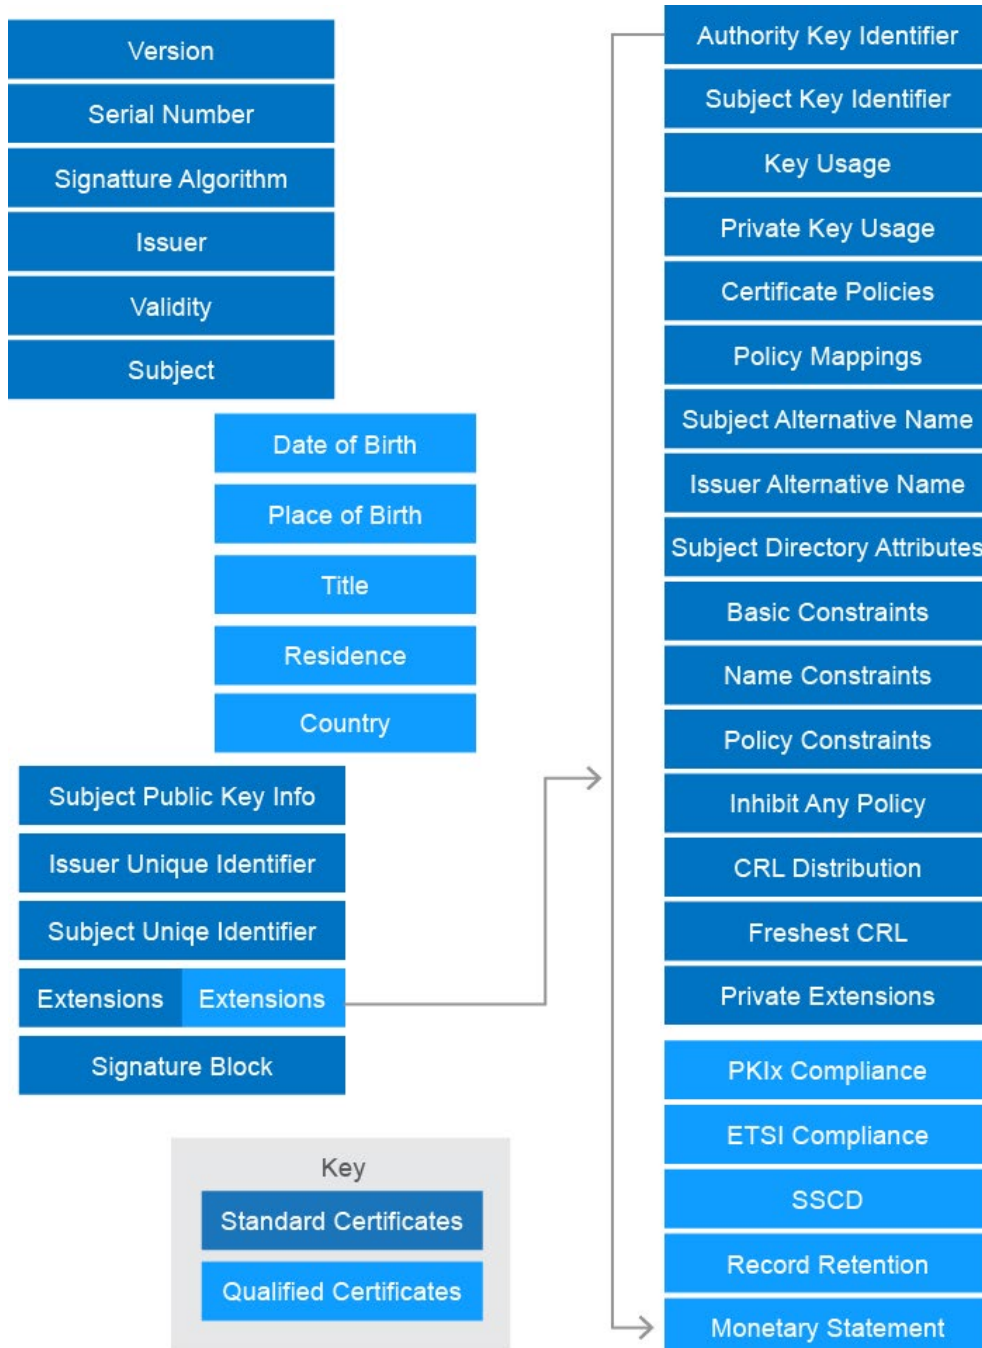 Version
Serial Number
Signatture Algorithm
Issuer
Validity
Subject
Date of Birth
Place of Birth
Title
Residence
Country
Subject Public Key Info
Issuer Unique Identifier
Subject Uniqe Identifier
Extensions Extensions
Signature Block
Key
Standard Certificates
Qualified Certificates
Authority Key Identifier
Subject Key Identifier
Key Usage
Private Key Usage
Certificate Policies
Policy Mappings
Subject Alternative Name
Issuer Alternative Name
Subject Directory Attributes
Basic Constraints
Name Constraints
Policy Constraints
Inhibit Any Policy
CRL Distribution
Freshest CRL
Private Extensions
PKIx Compliance
ETSI Compliance
SSCD
Record Retention
Monetary Statement